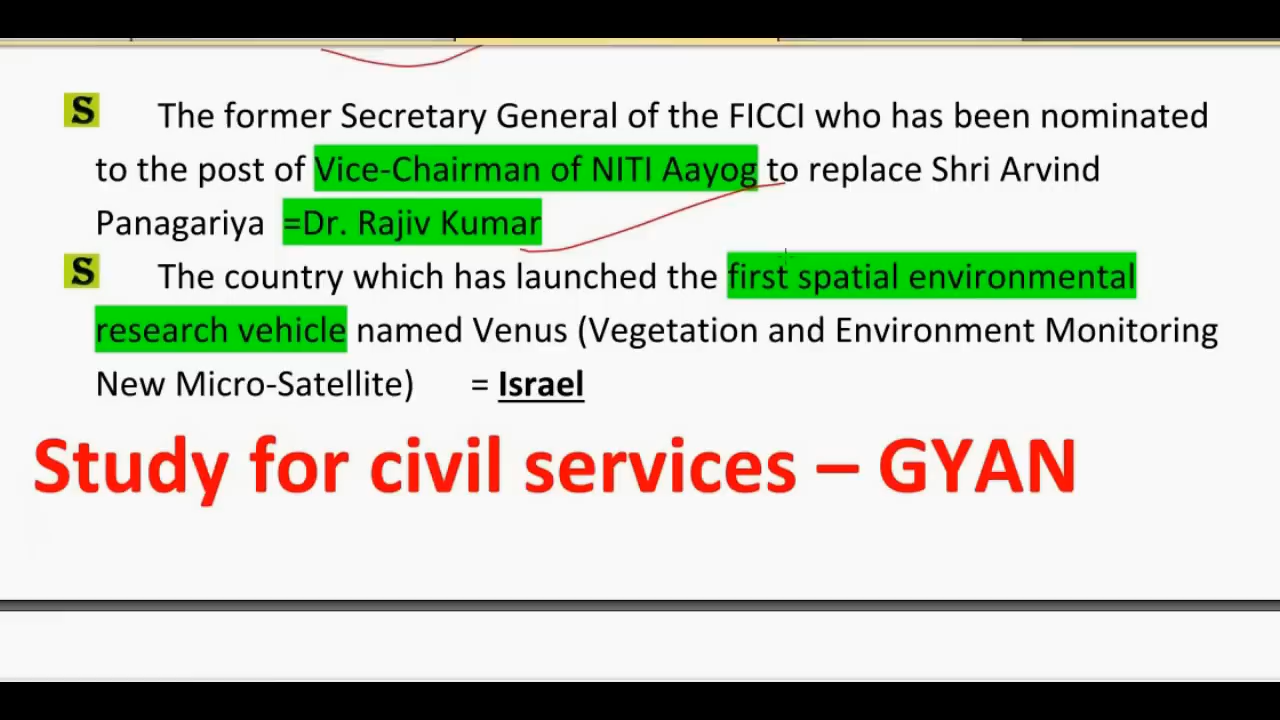 S The former Secretary General of the FICCI who has been nominated
to the post of Vice-Chairman of NITI Aayog to replace Shri Arvind
Panagariya =Dr. Rajiv Kumar
S The country which has launched the first spatial environmental
research vehicle named Venus (Vegetation and Environment Monitoring
New Micro-Satellite) = Israel
Study for civil services – GYAN